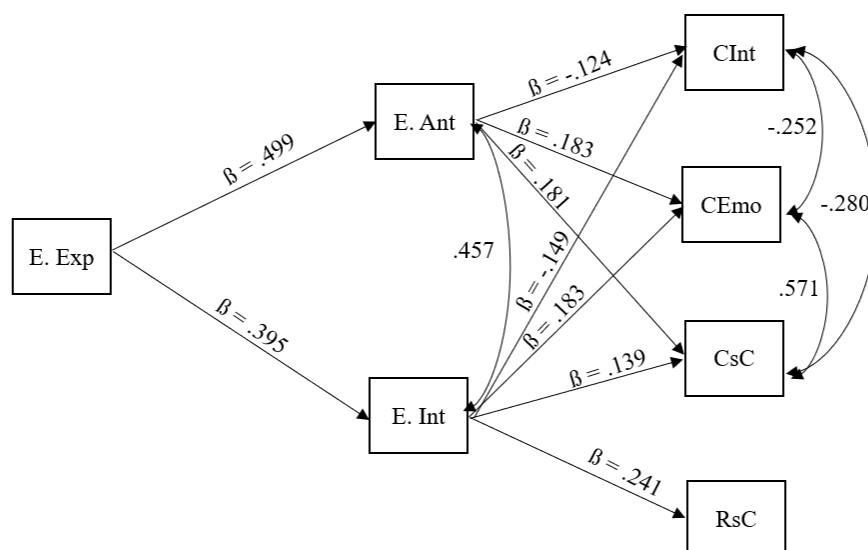 CInt
ß = -.124
E. Ant
-.252
ß = .499
ß = .183
ß = .181
CEmo
-.280
E. Exp
.457
ß = -.149
ß = .183
.571
ß = .395
CsC
ß = .139
E. Int
ß = .241
RsC